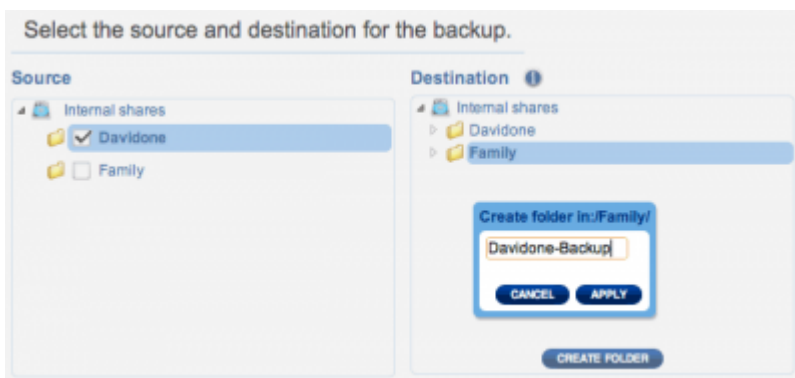 Select the source and destination for the backup.
Source
Internal shares
Davidone
Family
Destination
Internal shares
Davidone
Family
Create folder in:/Family/
Davidone-Backup
CANCEL APPLY
CREATE FOLDER